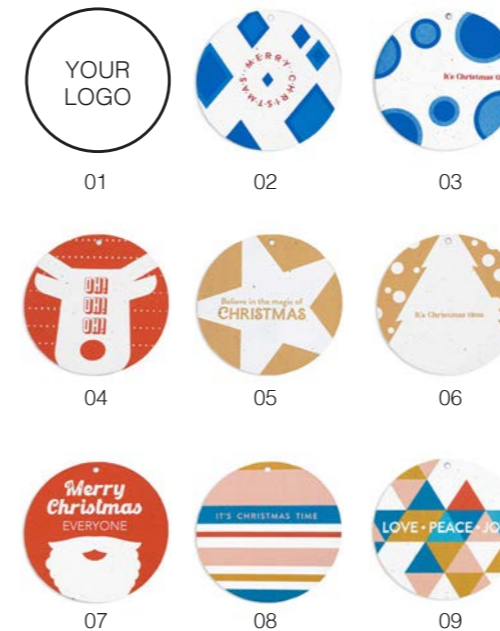 YOUR
LOGO
MERRY CHRISTMAS
It's Christmas
01
02
03
OH!
OH!
OH!
Believe in the magic of
CHRISTMAS
It's Christmas time
04
05
06
Merry
Christmas
EVERYONE
IT'S CHRISTMAS TIME
LOVE • PEACE • JO
07
08
09